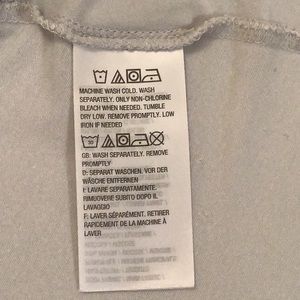 MACHINE WASH COLD. WASH
SEPARATELY. ONLY NON-CHLORINE
BLEACH WHEN NEEDED. TUMBLE
DRY LOW. REMOVE PROMPTLY. LOW
IRON IF NEEDED
30
GB: WASH SEPARATELY. REMOVE
PROMPTLY
D: SEPARAT WASCHEN. VOR DER
WÄSCHE ENTFERNEN
I: LAVARE SEPARATAMENTE.
RIMUOVERE SUBITO DOPO IL
LAVAGGIO
F: LAVER SÉPARÉMENT. RETIRER
RAPIDEMENT DE LA MACHINE À
LAVER